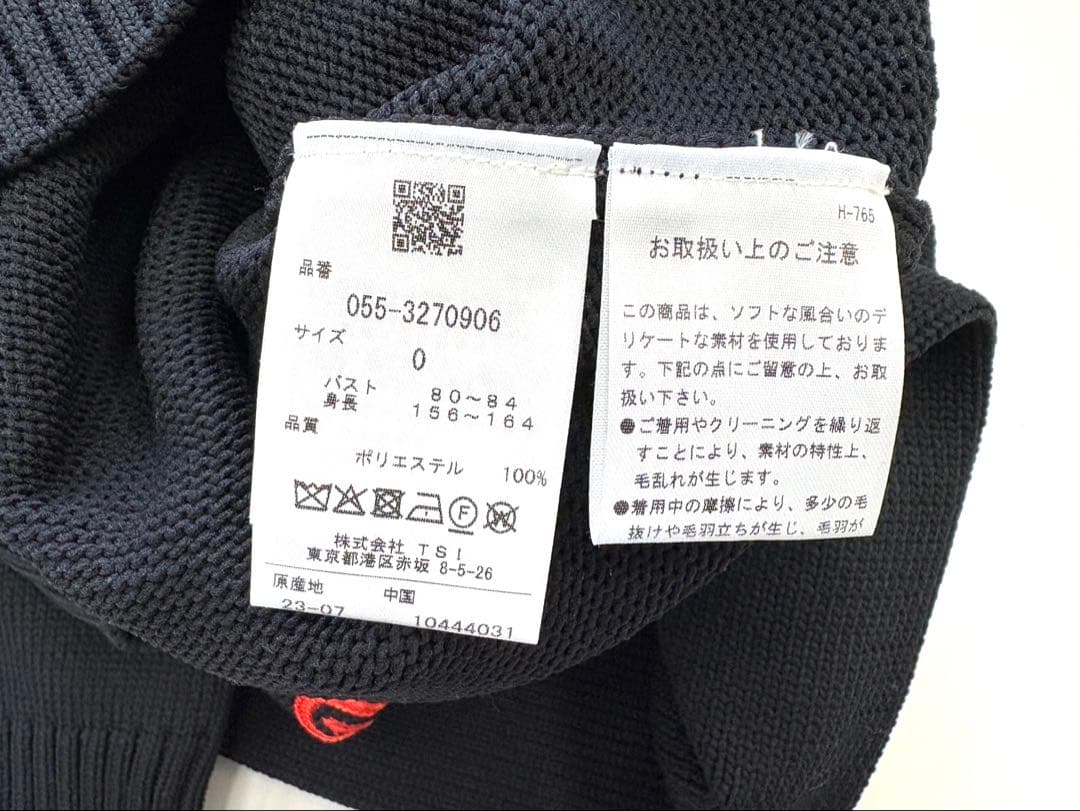 品番
055-3270906
サイズ
0
バスト 80～84
身長 156～164
品質
ポリエステル 100%
F
W
株式会社 TSI
東京都港区赤坂 8-5-26
原産地 中国
23-07 10444031
H-765
お取扱い上のご注意
この商品は、ソフトな風合いのデ
リケートな素材を使用しておりま
す。下記の点にご留意の上、お取
扱い下さい。
●ご着用やクリーニングを繰り返
すことにより、素材の特性上、
毛乱れが生じます。
●着用中の摩擦により、多少の毛
抜けや毛羽立ちが生じ、毛羽が